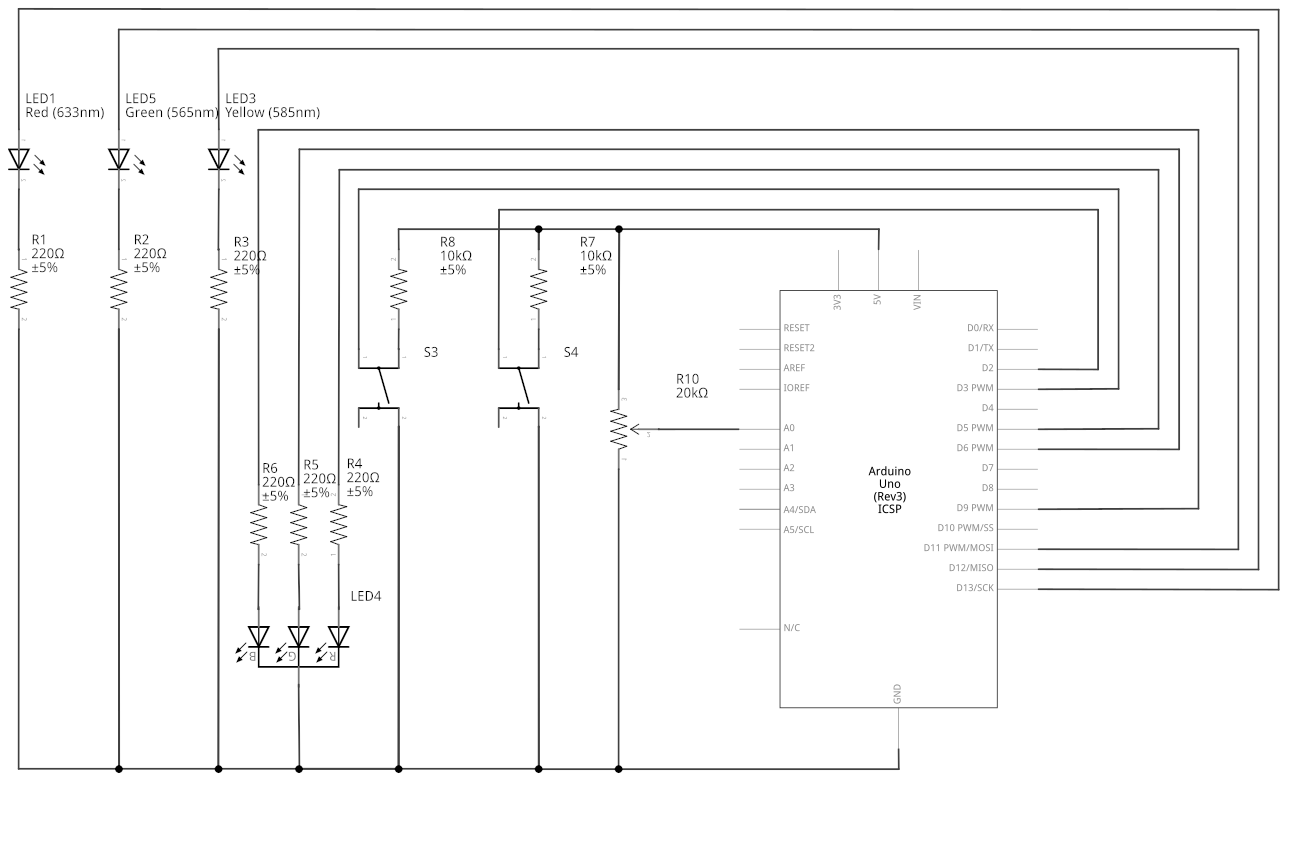 LED1
Red (633nm)
LED5
Green (565nm)
LED3
Yellow (585nm)
R1
220Ω
±5%
R2
220Ω
±5%
R3
220Ω
±5%
R8
10kΩ
±5%
R7
10kΩ
±5%
S3
S4
R10
20kΩ
R6
220Ω
±5%
R5
220Ω
±5%
R4
220Ω
±5%
LED4
B
G
R
3V3
5V
VIN
RESET
RESET2
AREF
IOREF
A0
A1
A2
A3
A4/SDA
A5/SCL
N/C
Arduino
Uno
(Rev3)
ICSP
D0/RX
D1/TX
D2
D3 PWM
D4
D5 PWM
D6 PWM
D7
D8
D9 PWM
D10 PWM/SS
D11 PWM/MOSI
D12/MISO
D13/SCK
GND